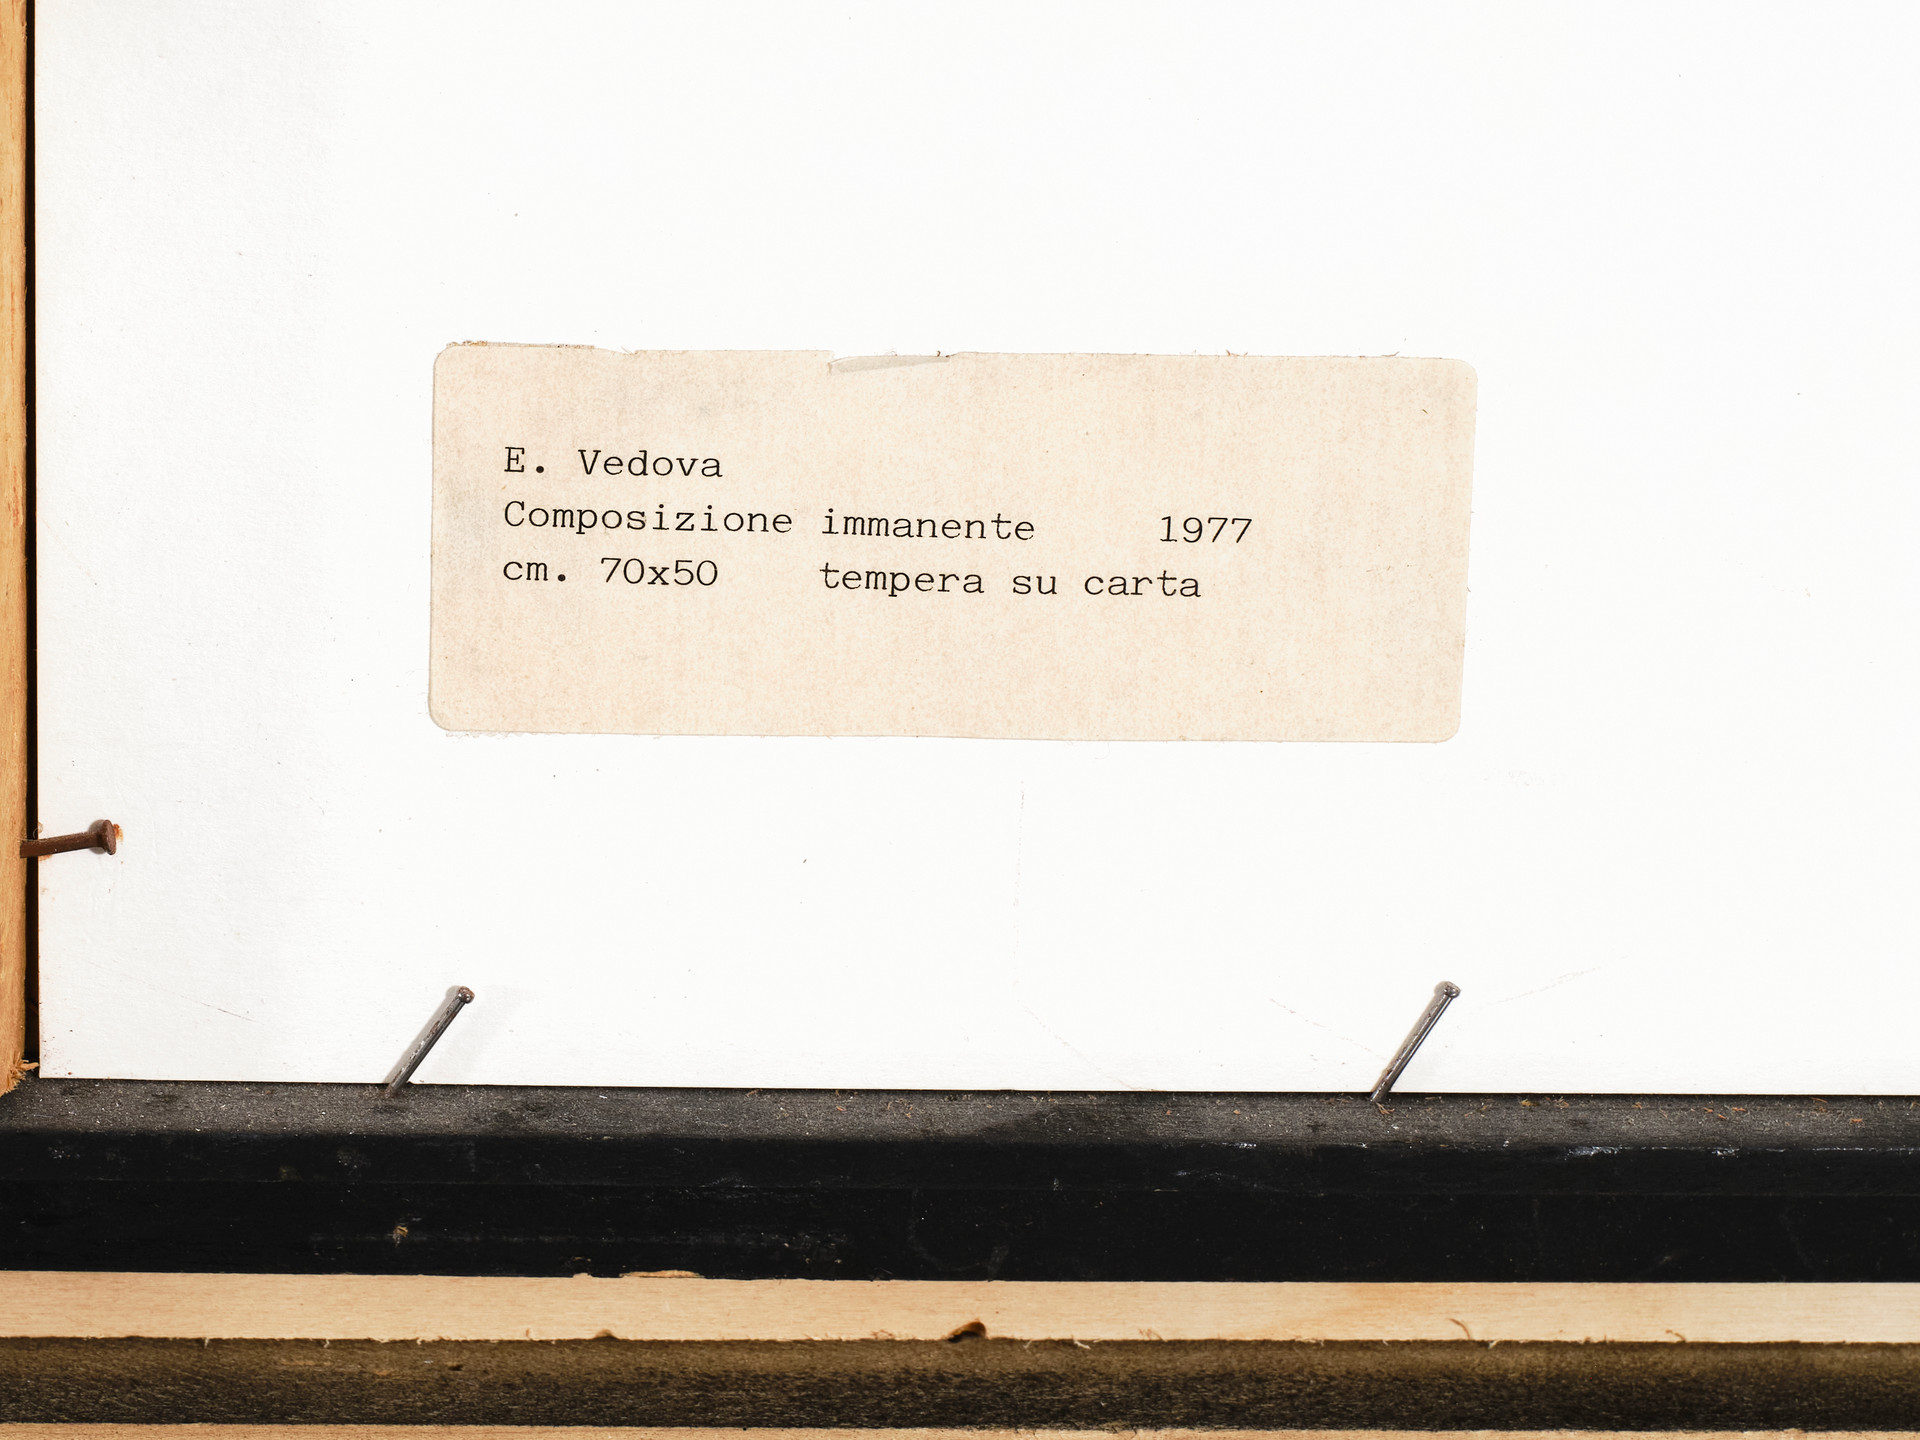 E. Vedova
Composizione immanente 1977
cm. 70x50 tempera su carta